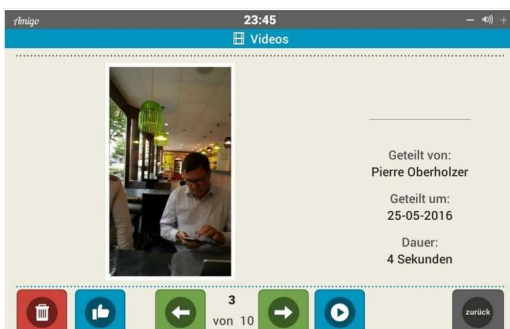 Amigo
23:45
Videos
Geteilt von:
Pierre Oberholzer
Geteilt um:
25-05-2016
Dauer:
4 Sekunden
3
von 10
zurück